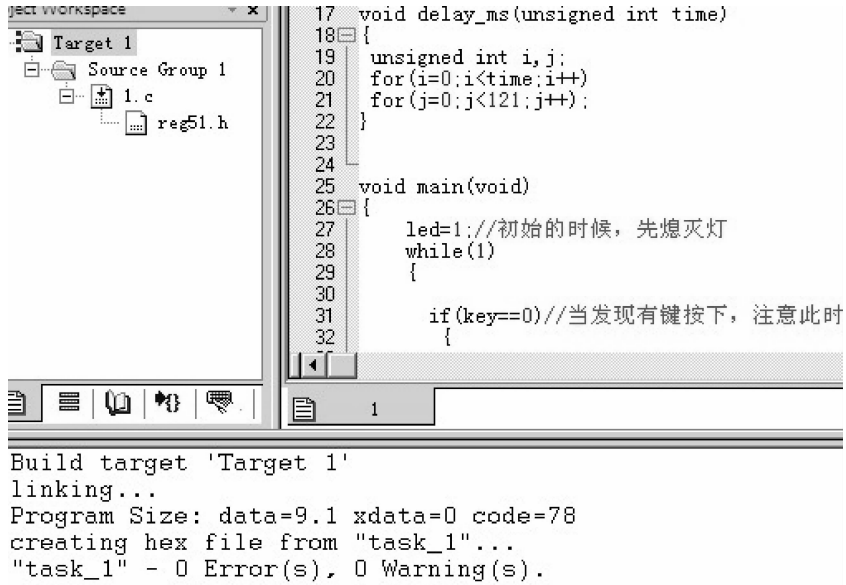 ject Workspace
Target 1
Source Group 1
1.c
reg51.h
17 void delay_ms(unsigned int time)
18 {
19 unsigned int i,j;
20 for(i=0;i<time;i++)
21 for(j=0;j<121;j++);
22 }
23
24
25 void main(void)
26 {
27 led=1;//初始的时候，先熄灭灯
28 while(1)
29 {
30
31 if(key==0)//当发现有键按下，注意此时
32 {
1
Build target 'Target 1'
linking...
Program Size: data=9.1 xdata=0 code=78
creating hex file from "task_1"...
"task_1" - 0 Error(s), 0 Warning(s).